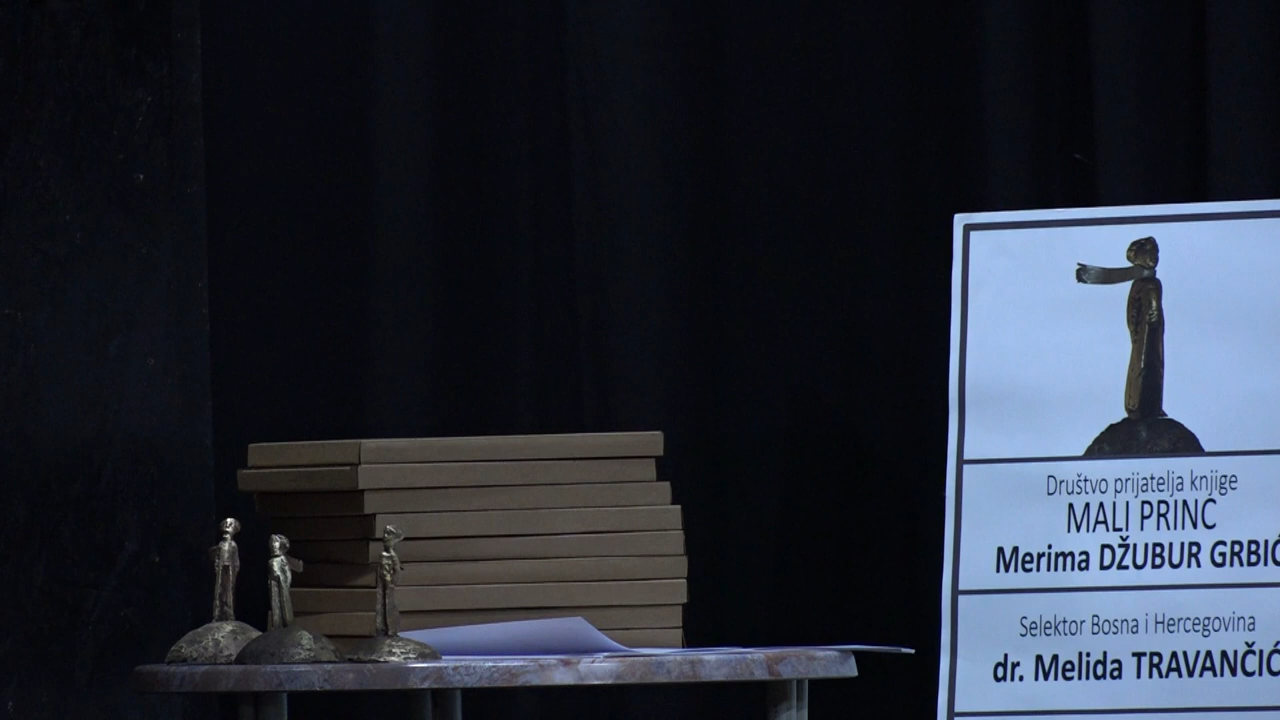 Društvo prijatelja knjige
MALI PRINC
Merima DŽUBUR GRBIĆ
Selektor Bosna i Hercegovina
dr. Melida TRAVANČIĆ